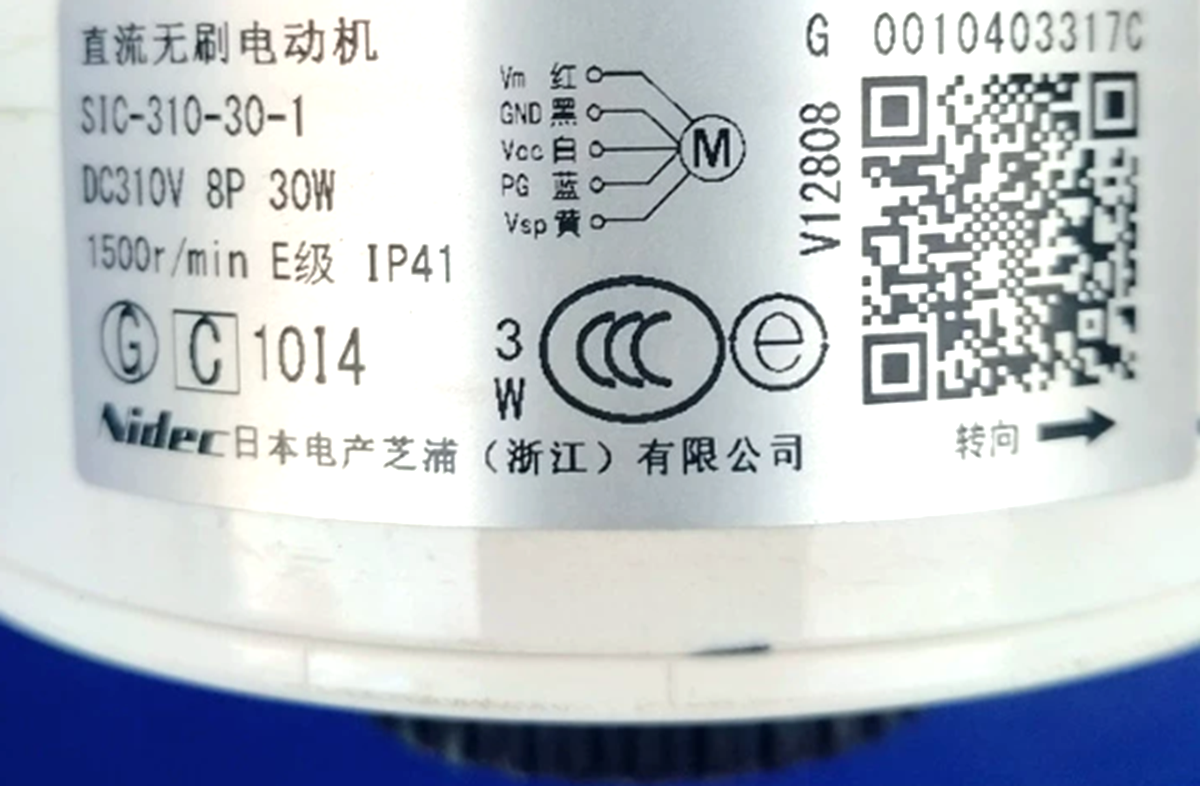 直流无刷电动机
SIC-310-30-1
DC310V 8P 30W
1500r/min E级 IP41
G C 10I4
Nidec日本电产芝浦（浙江）有限公司
Vm 红
GND 黑
Vcc 白
PG 蓝
Vsp 黄
M
3
W
CCC e
G 0010403317C
V12808
转向